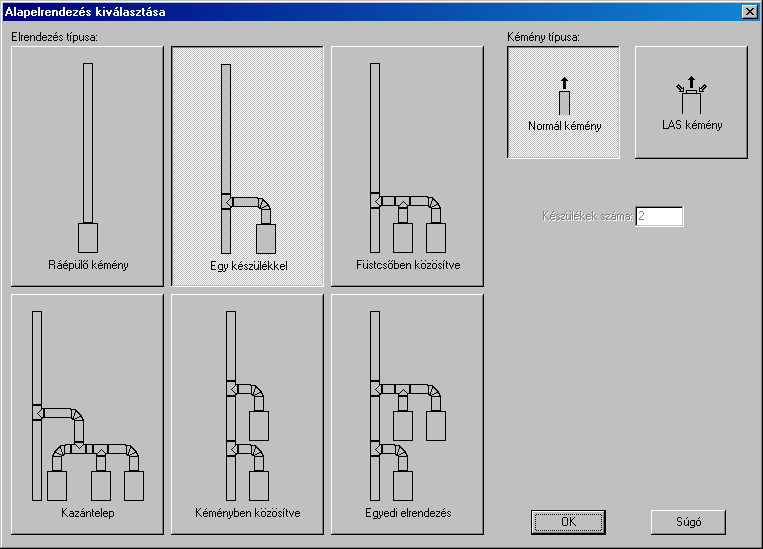 Alapelrendezés kiválasztása
Elrendezés típusa:
Kémény típusa:
Ráépülő kémény
Egy készülékkel
Füstcsőben közösítve
Normál kémény
LAS kémény
Készülékek száma:
2
Kazántelep
Kéményben közösítve
Egyedi elrendezés
OK
Súgó